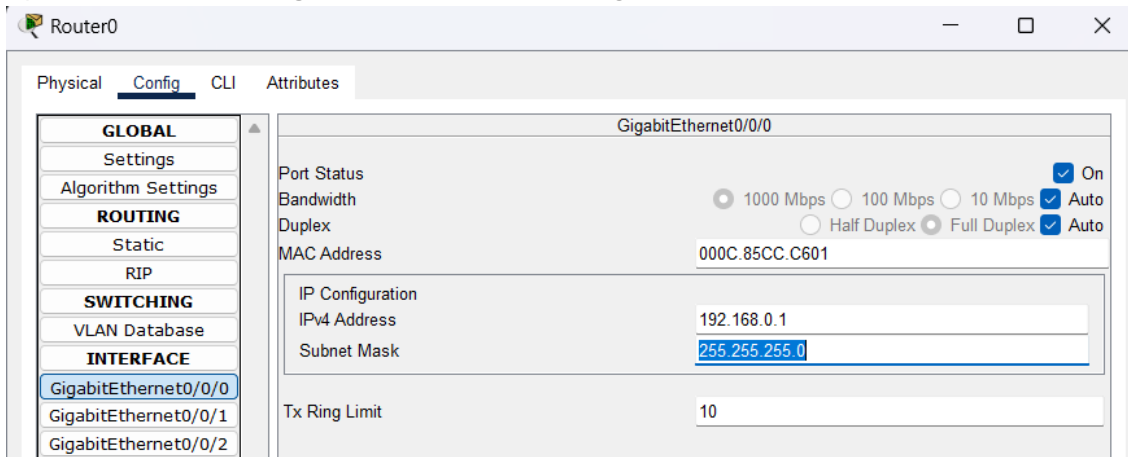 Router0
Physical Config CLI Attributes
GLOBAL
Settings
Algorithm Settings
ROUTING
Static
RIP
SWITCHING
VLAN Database
INTERFACE
GigabitEthernet0/0/0
GigabitEthernet0/0/1
GigabitEthernet0/0/2
GigabitEthernet0/0/0
Port Status On
Bandwidth 1000 Mbps 100 Mbps 10 Mbps Auto
Duplex Half Duplex Full Duplex Auto
MAC Address 000C.85CC.C601
IP Configuration
IPv4 Address 192.168.0.1
Subnet Mask 255.255.255.0
Tx Ring Limit 10